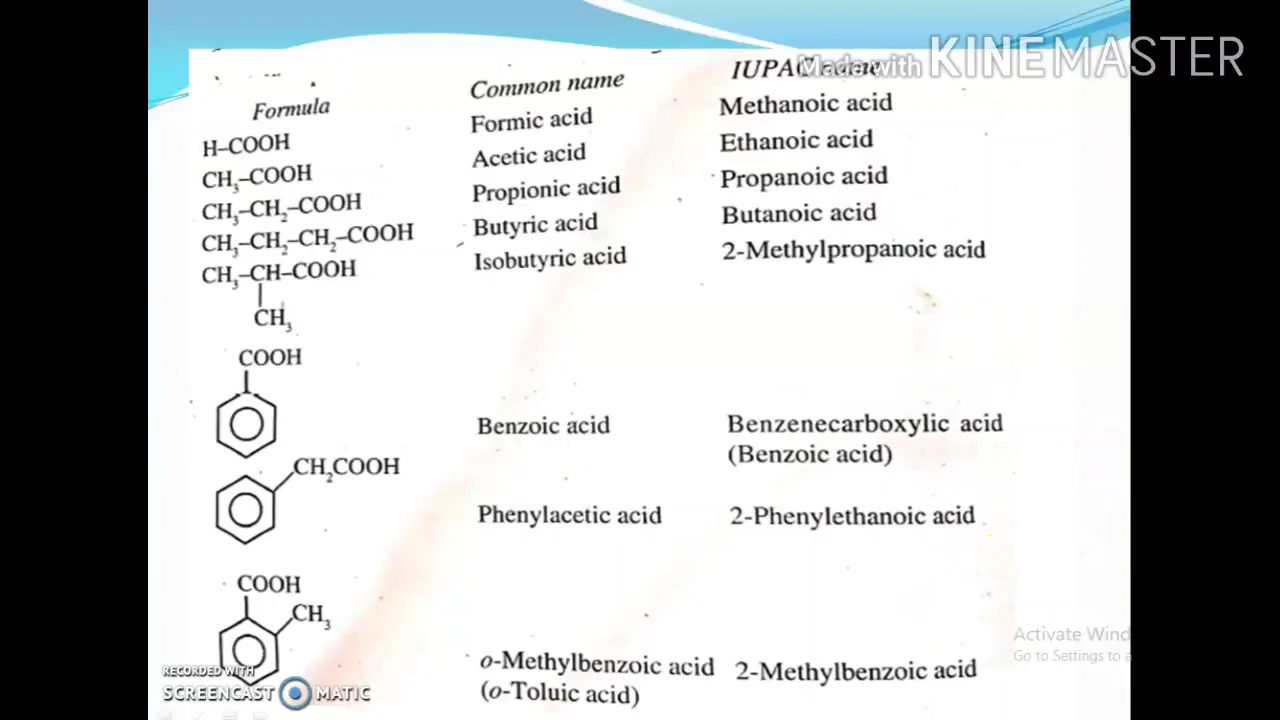 Made with KINEMASTER
Formula Common name IUPAC name
H–COOH Formic acid Methanoic acid
CH₃–COOH Acetic acid Ethanoic acid
CH₃–CH₂–COOH Propionic acid Propanoic acid
CH₃–CH₂–CH₂–COOH Butyric acid Butanoic acid
CH₃–CH–COOH Isobutyric acid 2-Methylpropanoic acid
CH₃
COOH
Benzoic acid Benzenecarboxylic acid
(Benzoic acid)
CH₂COOH
Phenylacetic acid 2-Phenylethanoic acid
COOH
CH₃
o-Methylbenzoic acid 2-Methylbenzoic acid
(o-Toluic acid)
Activate Wind
Go to Settings to a
RECORDED WITH
SCREENCAST MATIC